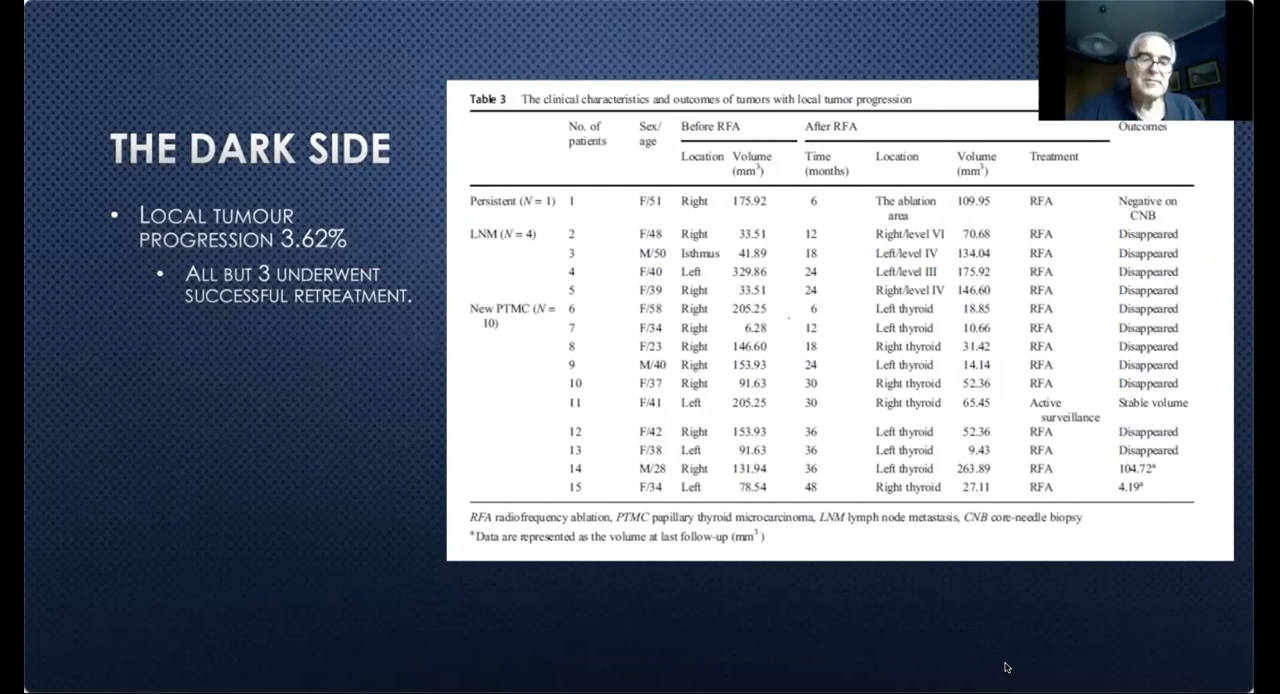 THE DARK SIDE
• LOCAL TUMOUR
PROGRESSION 3.62%
• ALL BUT 3 UNDERWENT
SUCCESSFUL RETREATMENT.
Table 3 The clinical characteristics and outcomes of tumors with local tumor progression
No. of patients Sex/ age Before RFA After RFA Outcomes
Location Volume (mm³) Time (months) Location Volume (mm³) Treatment
Persistent (N = 1) 1 F/51 Right 175.92 6 The ablation area 109.95 RFA Negative on CNB
LNM (N = 4) 2 F/48 Right 33.51 12 Right/level VI 70.68 RFA Disappeared
3 M/50 Isthmus 41.89 18 Left/level IV 134.04 RFA Disappeared
4 F/40 Left 329.86 24 Left/level III 175.92 RFA Disappeared
5 F/39 Right 33.51 24 Right/level IV 146.60 RFA Disappeared
New PTMC (N = 10) 6 F/58 Right 205.25 6 Left thyroid 18.85 RFA Disappeared
7 F/34 Right 6.28 12 Left thyroid 10.66 RFA Disappeared
8 F/23 Right 146.60 18 Right thyroid 31.42 RFA Disappeared
9 M/40 Right 153.93 24 Left thyroid 14.14 RFA Disappeared
10 F/37 Right 91.63 30 Right thyroid 52.36 RFA Disappeared
11 F/41 Left 205.25 30 Right thyroid 65.45 Active surveillance Stable volume
12 F/42 Right 153.93 36 Left thyroid 52.36 RFA Disappeared
13 F/38 Left 91.63 36 Left thyroid 9.43 RFA Disappeared
14 M/28 Right 131.94 36 Left thyroid 263.89 RFA 104.72ᵃ
15 F/34 Left 78.54 48 Right thyroid 27.11 RFA 4.19ᵃ
RFA radiofrequency ablation, PTMC papillary thyroid microcarcinoma, LNM lymph node metastasis, CNB core-needle biopsy
ᵃ Data are represented as the volume at last follow-up (mm³)